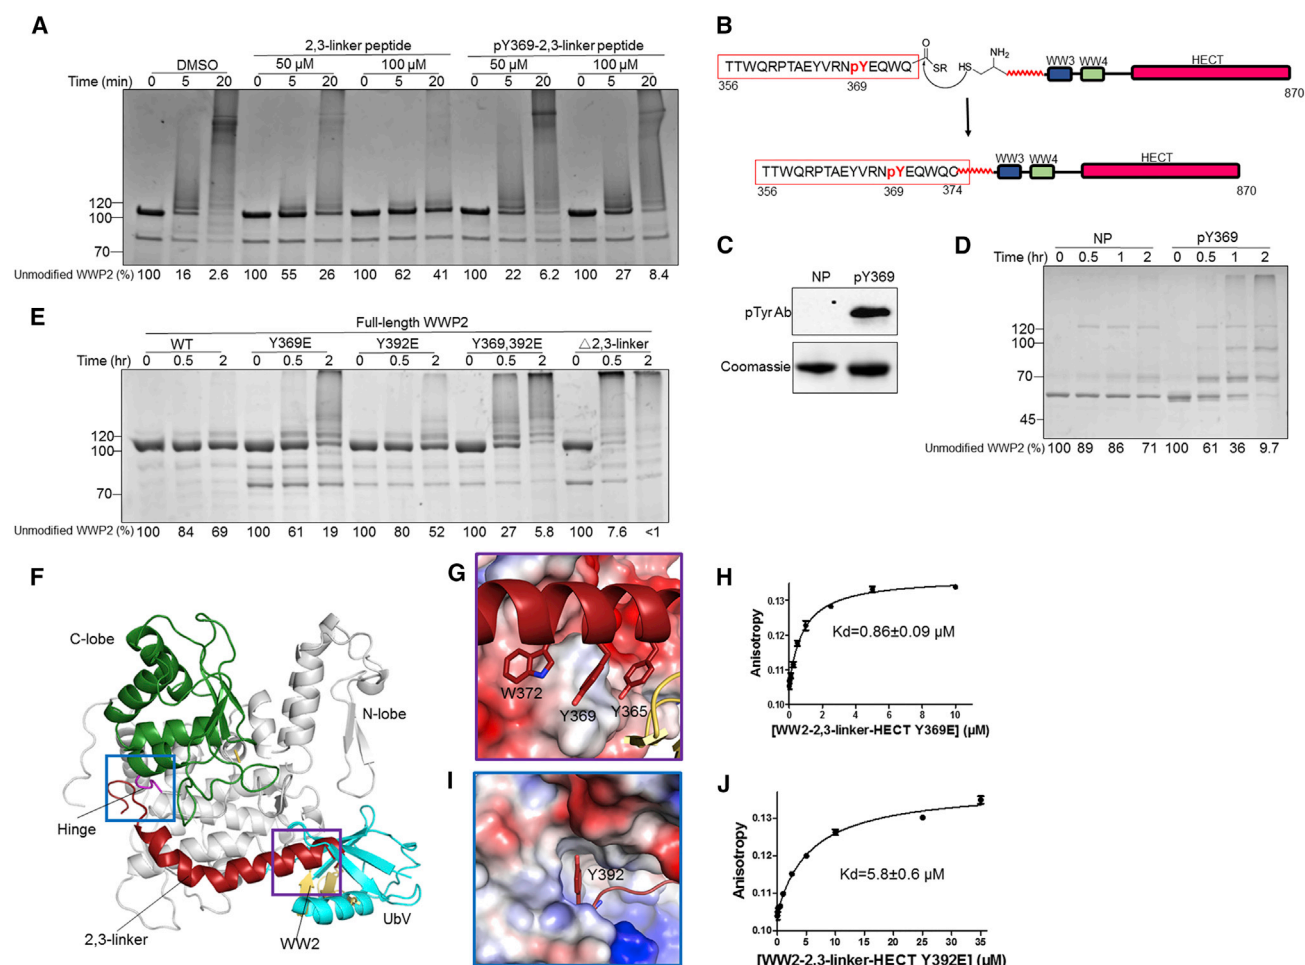 A
2,3-linker peptide
pY369-2,3-linker peptide
DMSO
50 µM
100 µM
50 µM
100 µM
Time (min)
0 5 20 0 5 20 0 5 20 0 5 20 0 5 20
120
100
70
Unmodified WWP2 (%) 100 16 2.6 100 55 26 100 62 41 100 22 6.2 100 27 8.4
B
TTWQRPTAEYVRNpYEQWQ
O
SR
HS
NH2
WW3
WW4
HECT
356
369
870
TTWQRPTAEYVRNpYEQWQC
WW3
WW4
HECT
356
369
374
870
C
NP
pY369
pTyr Ab
Coomassie
D
NP
pY369
Time (hr) 0 0.5 1 2 0 0.5 1 2
120
100
70
45
Unmodified WWP2 (%) 100 89 86 71 100 61 36 9.7
E
Full-length WWP2
WT
Y369E
Y392E
Y369,392E
△2,3-linker
Time (hr) 0 0.5 2 0 0.5 2 0 0.5 2 0 0.5 2 0 0.5 2
120
100
70
Unmodified WWP2 (%) 100 84 69 100 61 19 100 80 52 100 27 5.8 100 7.6 <1
F
C-lobe
N-lobe
Hinge
2,3-linker
WW2
UbV
G
W372
Y369
Y365
H
Anisotropy
0.13
0.12
0.11
0.10
Kd=0.86±0.09 µM
0 2 4 6 8 10
[WW2-2,3-linker-HECT Y369E] (µM)
I
Y392
J
Anisotropy
0.13
0.12
0.11
0.10
Kd=5.8±0.6 µM
0 5 10 15 20 25 30 35
[WW2-2,3-linker-HECT Y392E] (µM)